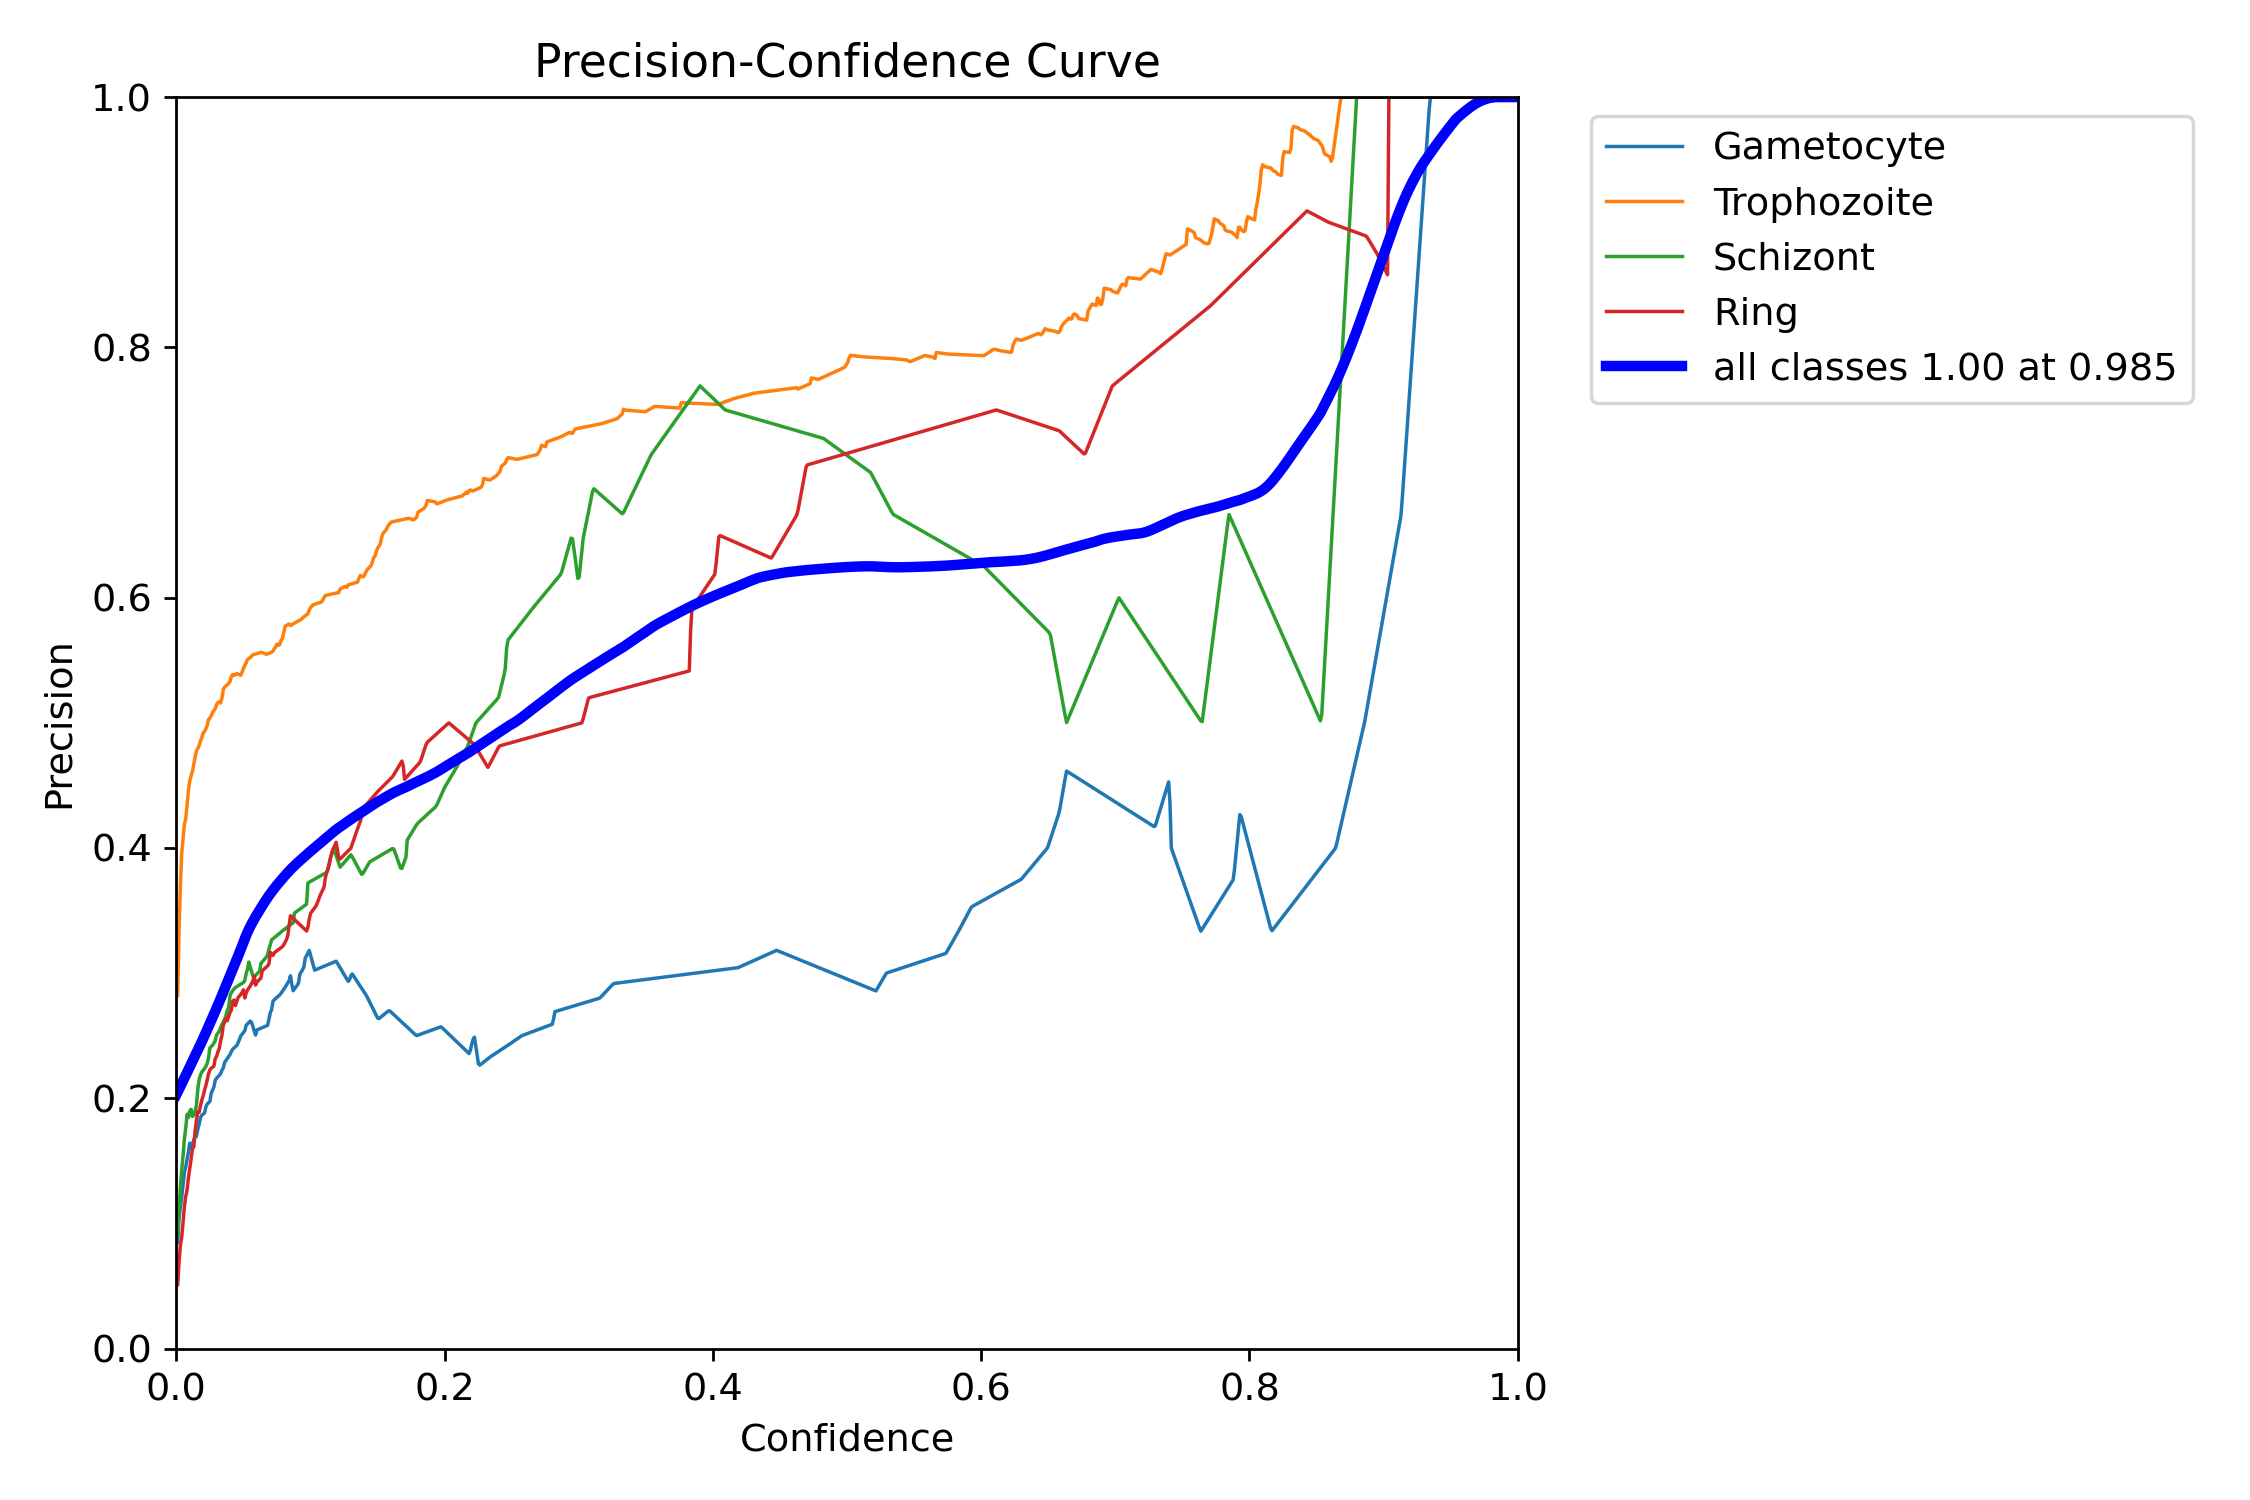 Precision-Confidence Curve
1.0
0.8
0.6
0.4
0.2
0.0
Precision
0.0 0.2 0.4 0.6 0.8 1.0
Confidence
Gametocyte
Trophozoite
Schizont
Ring
all classes 1.00 at 0.985